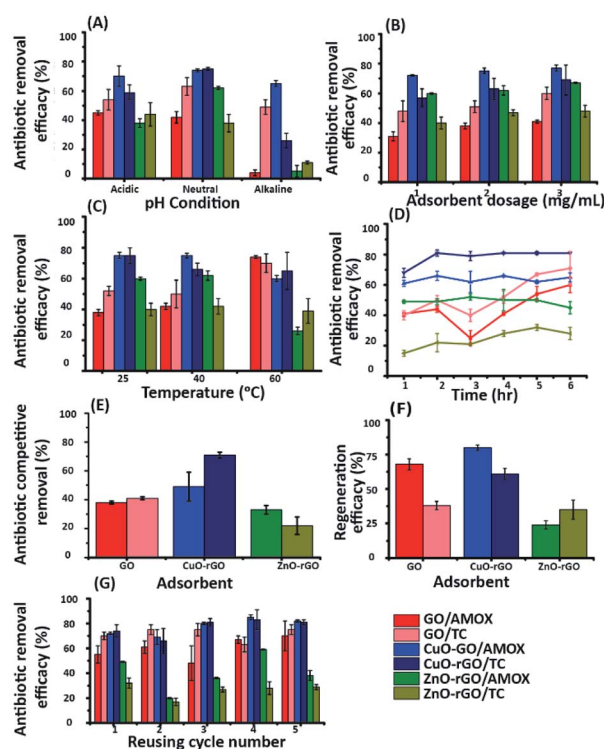 (A)
Antibiotic removal
efficacy (%)
100
80
60
40
20
0
Acidic Neutral Alkaline
pH Condition
(B)
Antibiotic removal
efficacy (%)
100
80
60
40
20
0
1 2 3
Adsorbent dosage (mg/mL)
(C)
Antibiotic removal
efficacy (%)
100
80
60
40
20
0
25 40 60
Temperature (°C)
(D)
Antibiotic removal
efficacy (%)
100
80
60
40
20
0
1 2 3 4 5 6
Time (hr)
(E)
Antibiotic competitive
removal (%)
100
80
60
40
20
0
GO CuO-rGO ZnO-rGO
Adsorbent
(F)
Regeneration
efficacy (%)
100
75
50
25
0
GO CuO-rGO ZnO-rGO
Adsorbent
(G)
Antibiotic removal
efficacy (%)
100
80
60
40
20
0
1 2 3 4 5
Reusing cycle number
GO/AMOX
GO/TC
CuO-GO/AMOX
CuO-rGO/TC
ZnO-rGO/AMOX
ZnO-rGO/TC